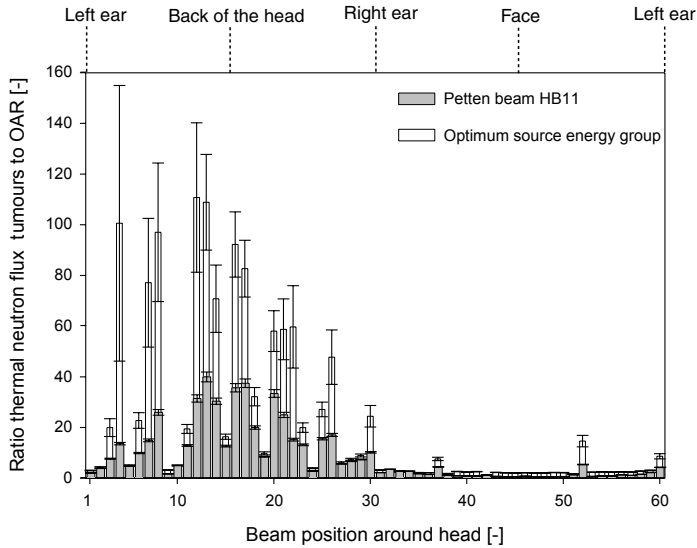 Left ear Back of the head Right ear Face Left ear
160
140
120
100
80
60
40
20
0
Ratio thermal neutron flux tumours to OAR [-]
Petten beam HB11
Optimum source energy group
1 10 20 30 40 50 60
Beam position around head [-]